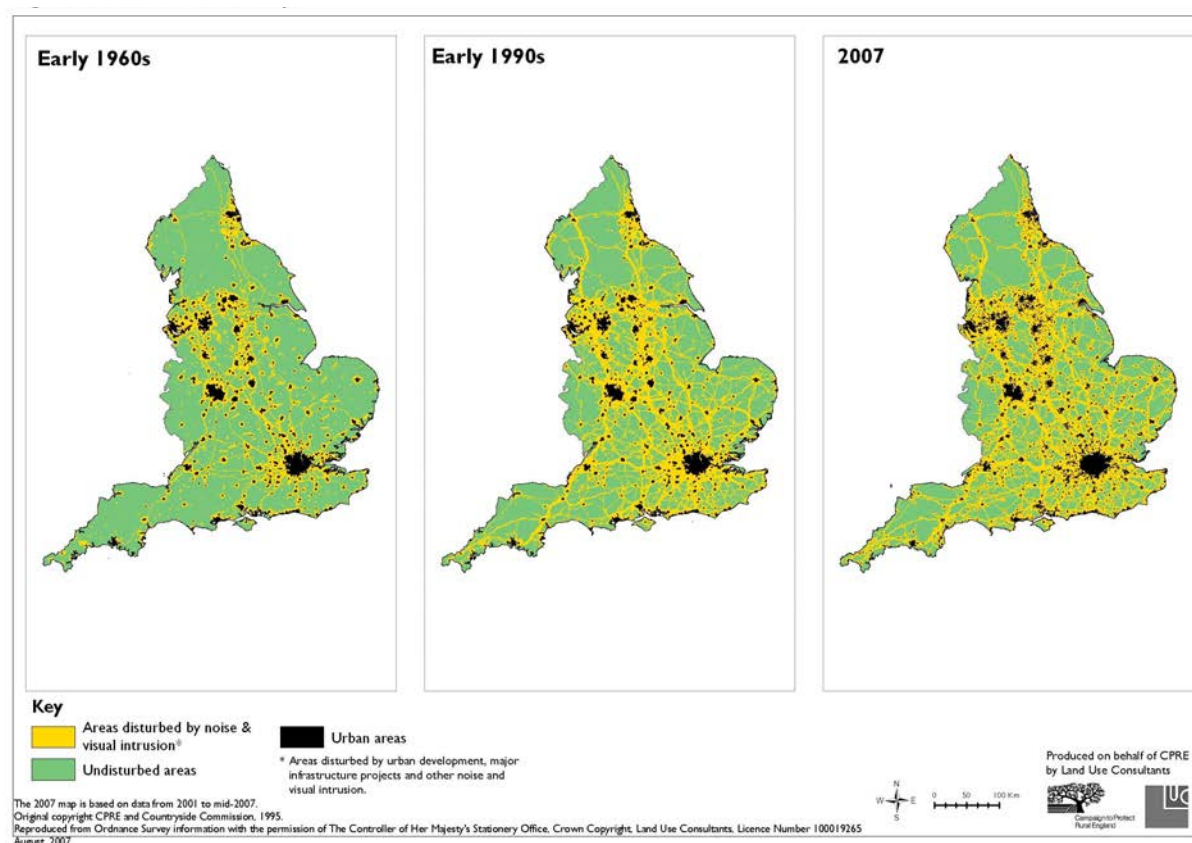 Early 1960s
Early 1990s
2007
Key
Areas disturbed by noise &
visual intrusion*
Undisturbed areas
Urban areas
* Areas disturbed by urban development, major
infrastructure projects and other noise and
visual intrusion.
N
W E
S
0 50 100 Km
Produced on behalf of CPRE
by Land Use Consultants
Campaign to Protect
Rural England
LUC
The 2007 map is based on data from 2001 to mid-2007.
Original copyright CPRE and Countryside Commission, 1995.
Reproduced from Ordnance Survey information with the permission of The Controller of Her Majesty's Stationery Office, Crown Copyright, Land Use Consultants, Licence Number 100019265
August, 2007